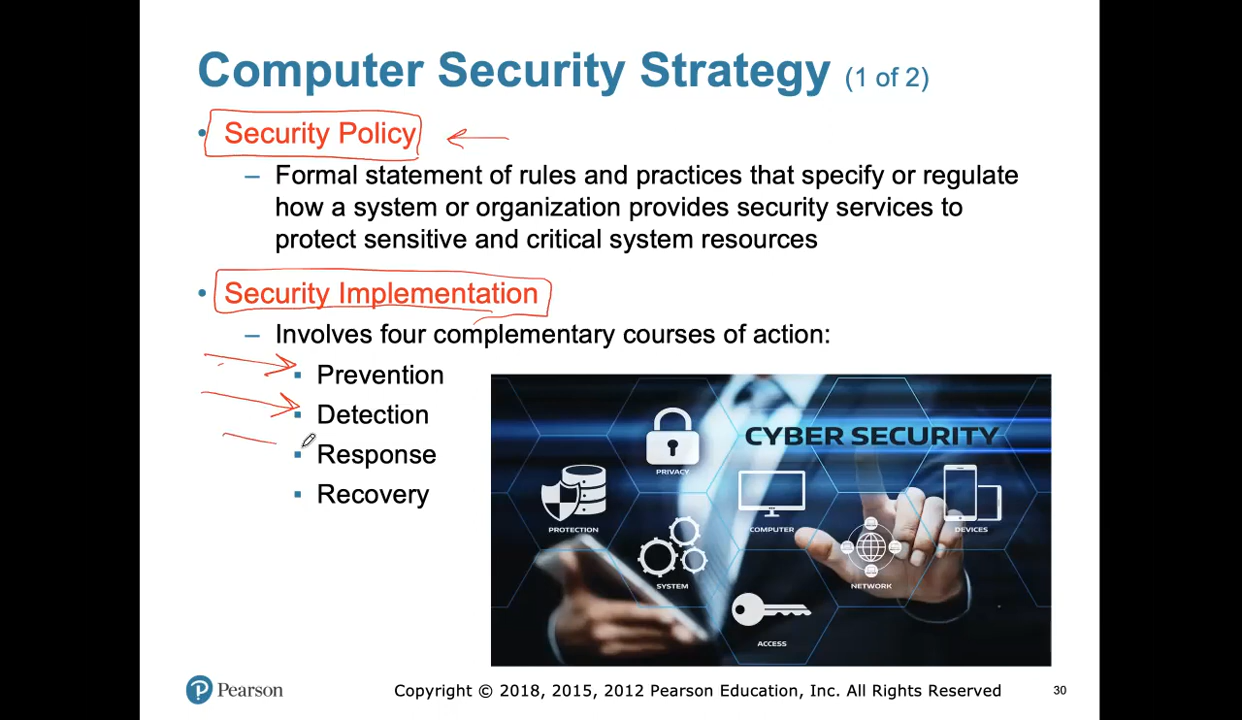 Computer Security Strategy (1 of 2)
• Security Policy
– Formal statement of rules and practices that specify or regulate
how a system or organization provides security services to
protect sensitive and critical system resources
• Security Implementation
– Involves four complementary courses of action:
▪ Prevention
▪ Detection
▪ Response
▪ Recovery
CYBER SECURITY
PRIVACY
PROTECTION
COMPUTER
DEVICES
SYSTEM
NETWORK
ACCESS
P Pearson
Copyright © 2018, 2015, 2012 Pearson Education, Inc. All Rights Reserved
30